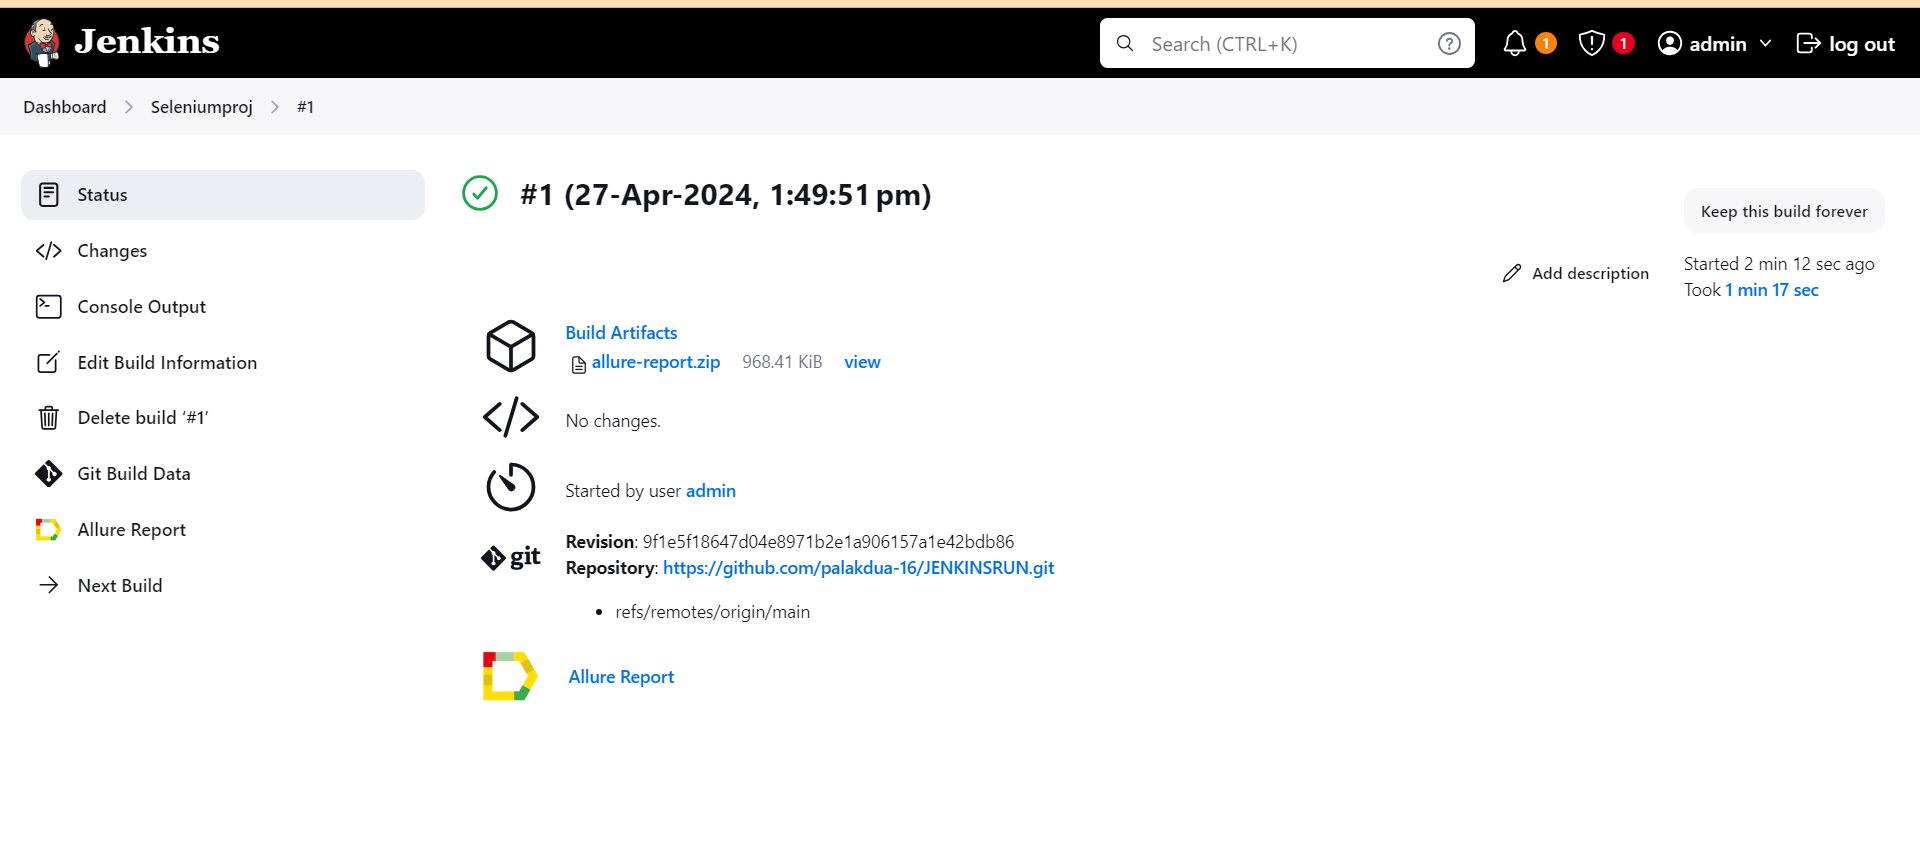 Jenkins
Search (CTRL+K)
1
1
admin
log out
Dashboard
Seleniumproj
#1
Status
Changes
Console Output
Edit Build Information
Delete build ‘#1’
Git Build Data
Allure Report
Next Build
#1 (27-Apr-2024, 1:49:51 pm)
Keep this build forever
Add description
Started 2 min 12 sec ago
Took 1 min 17 sec
Build Artifacts
allure-report.zip 968.41 KiB view
No changes.
Started by user admin
git
Revision: 9f1e5f18647d04e8971b2e1a906157a1e42bdb86
Repository: https://github.com/palakdua-16/JENKINSRUN.git
• refs/remotes/origin/main
Allure Report